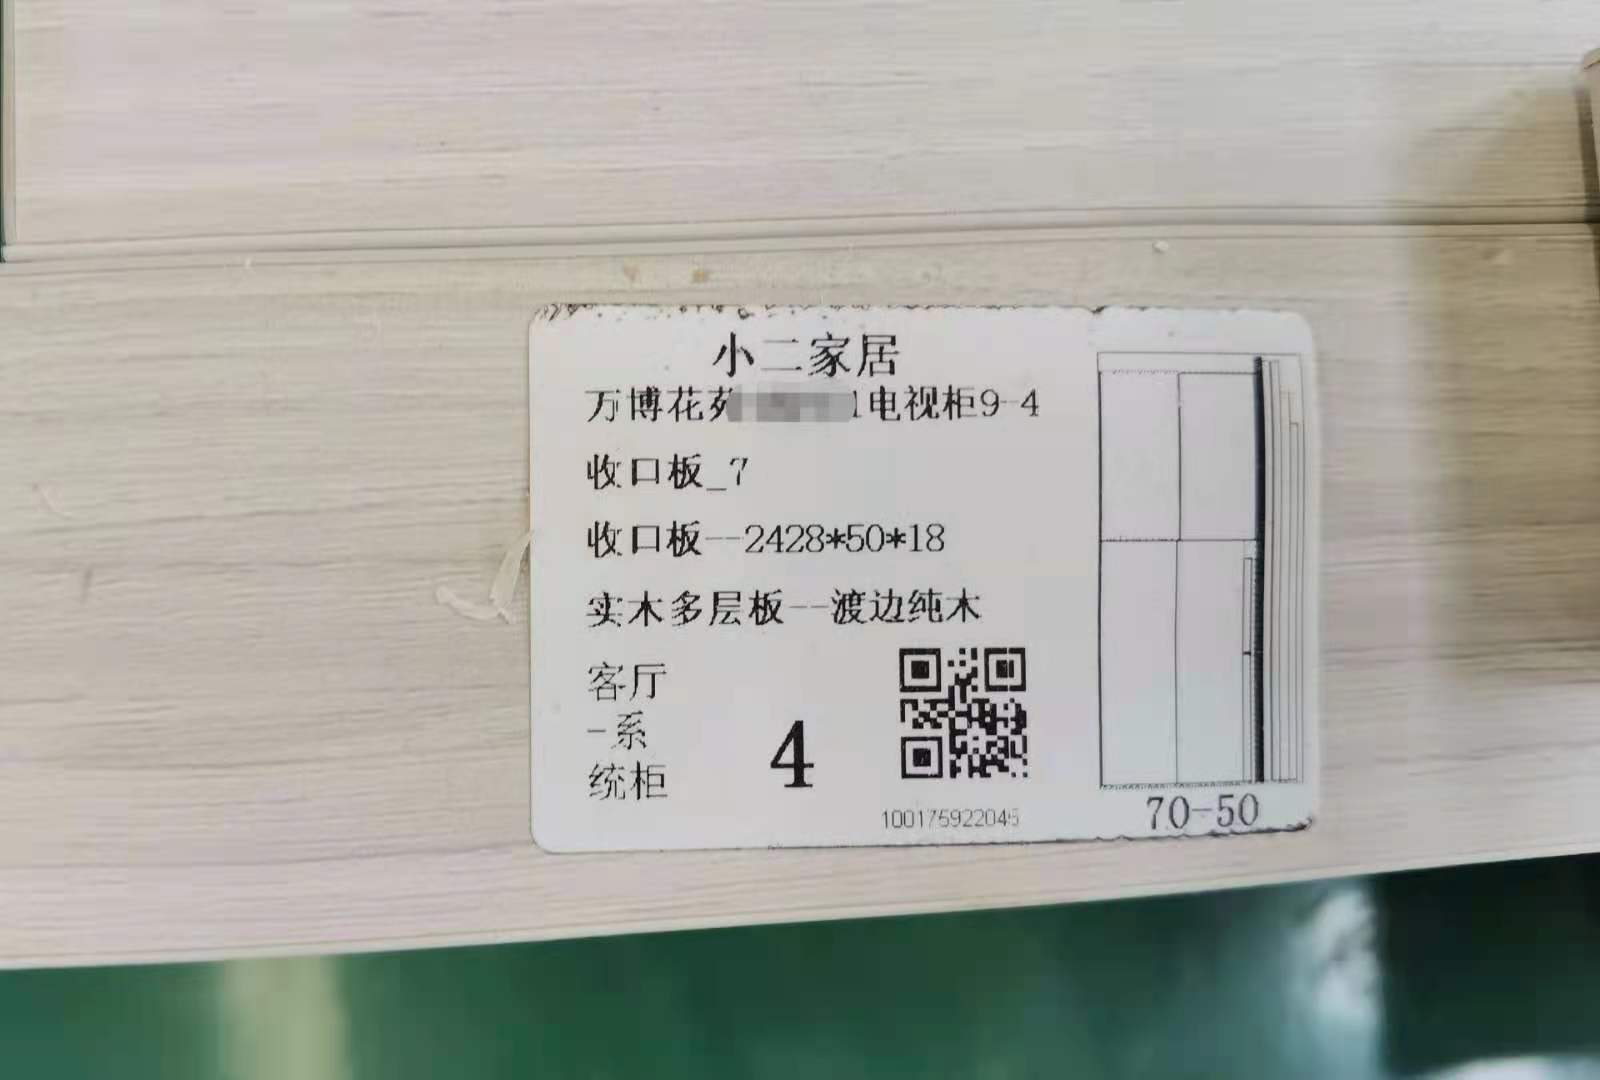 小二家居
万博花苑 1电视柜9-4
收口板_7
收口板--2428*50*18
实木多层板--渡边纯木
客厅
-系
统柜
4
100175922045
70-50